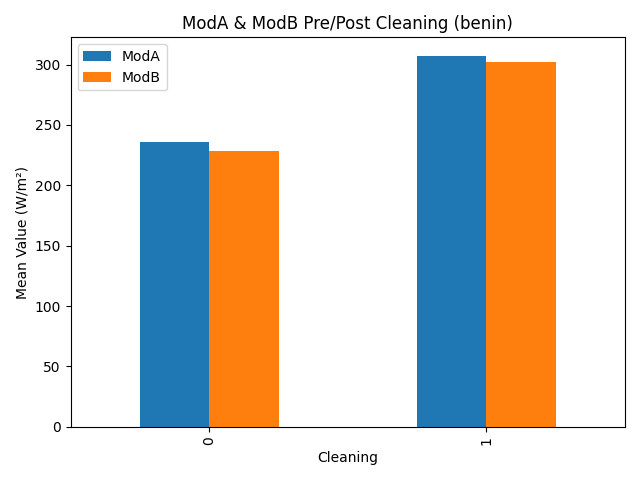 ModA & ModB Pre/Post Cleaning (benin)
ModA
ModB
Mean Value (W/m²)
300
250
200
150
100
50
0
0
1
Cleaning